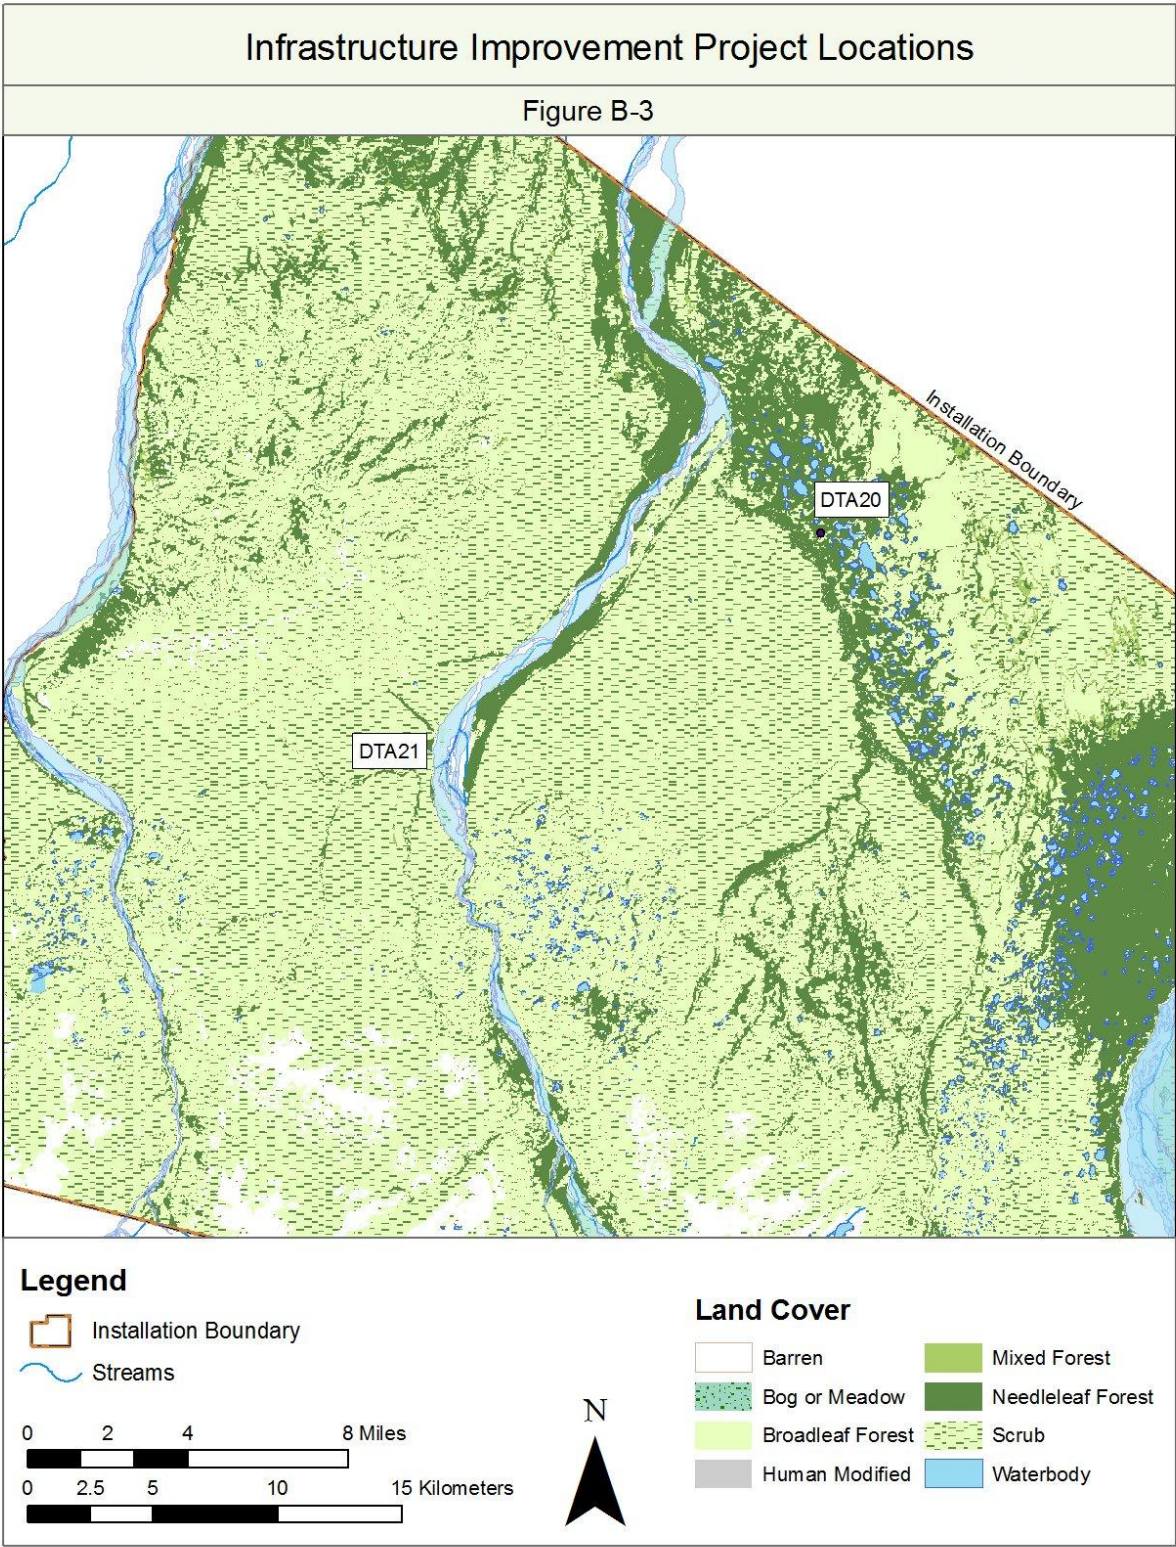 Infrastructure Improvement Project Locations
Figure B-3
Installation Boundary
DTA20
DTA21
Legend
Installation Boundary
Streams
0 2 4 8 Miles
0 2.5 5 10 15 Kilometers
N
Land Cover
Barren
Bog or Meadow
Broadleaf Forest
Human Modified
Mixed Forest
Needleleaf Forest
Scrub
Waterbody